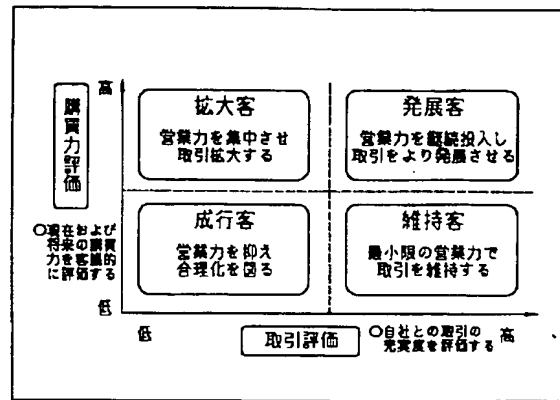 高
購買力評価
○現在および
将来のお客様の購買
力を評価する
低
拡大客
営業力を集中させ
取引拡大する
発展客
営業力を継続投入し
取引をより発展させる
成行客
営業力を抑え
合理化を図る
維持客
最小限の営業力で
取引を維持する
低
取引評価
○自社との取引の
充実度を評価する
高